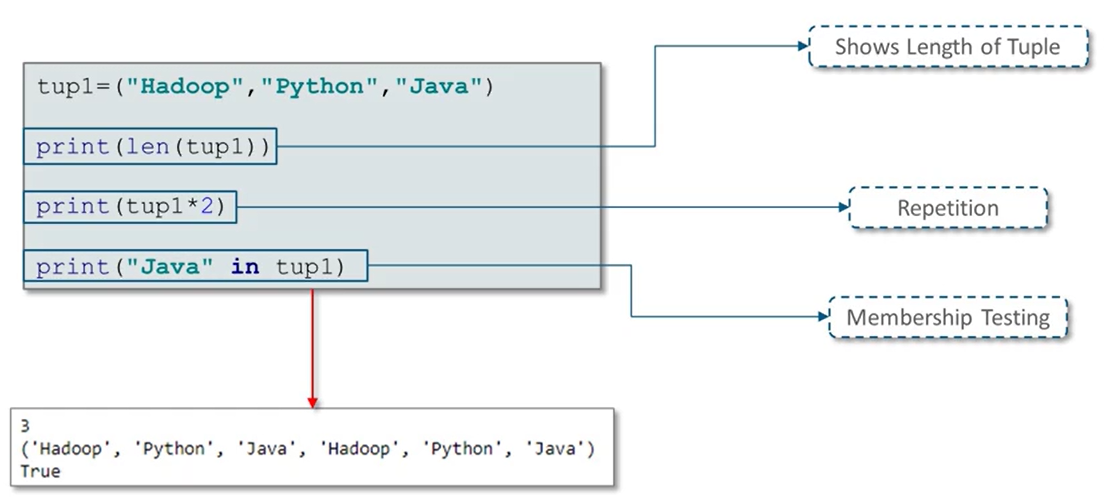 Shows Length of Tuple
tup1=("Hadoop","Python","Java")
print(len(tup1))
print(tup1*2)
Repetition
print("Java" in tup1)
Membership Testing
3
('Hadoop', 'Python', 'Java', 'Hadoop', 'Python', 'Java')
True